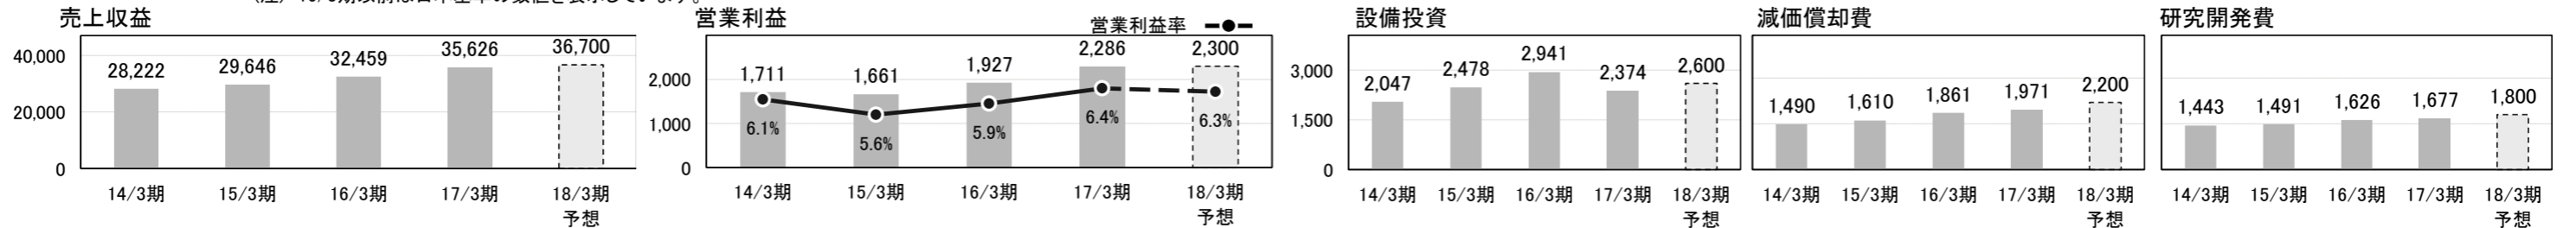 売上収益
40,000
20,000
0
28,222
29,646
32,459
35,626
36,700
14/3期
15/3期
16/3期
17/3期
18/3期
予想
営業利益
営業利益率
2,000
1,000
0
1,711
1,661
1,927
2,286
2,300
6.1%
5.6%
5.9%
6.4%
6.3%
14/3期
15/3期
16/3期
17/3期
18/3期
予想
設備投資
3,000
1,500
0
2,047
2,478
2,941
2,374
2,600
14/3期
15/3期
16/3期
17/3期
18/3期
予想
減価償却費
1,490
1,610
1,861
1,971
2,200
14/3期
15/3期
16/3期
17/3期
18/3期
予想
研究開発費
1,443
1,491
1,626
1,677
1,800
14/3期
15/3期
16/3期
17/3期
18/3期
予想